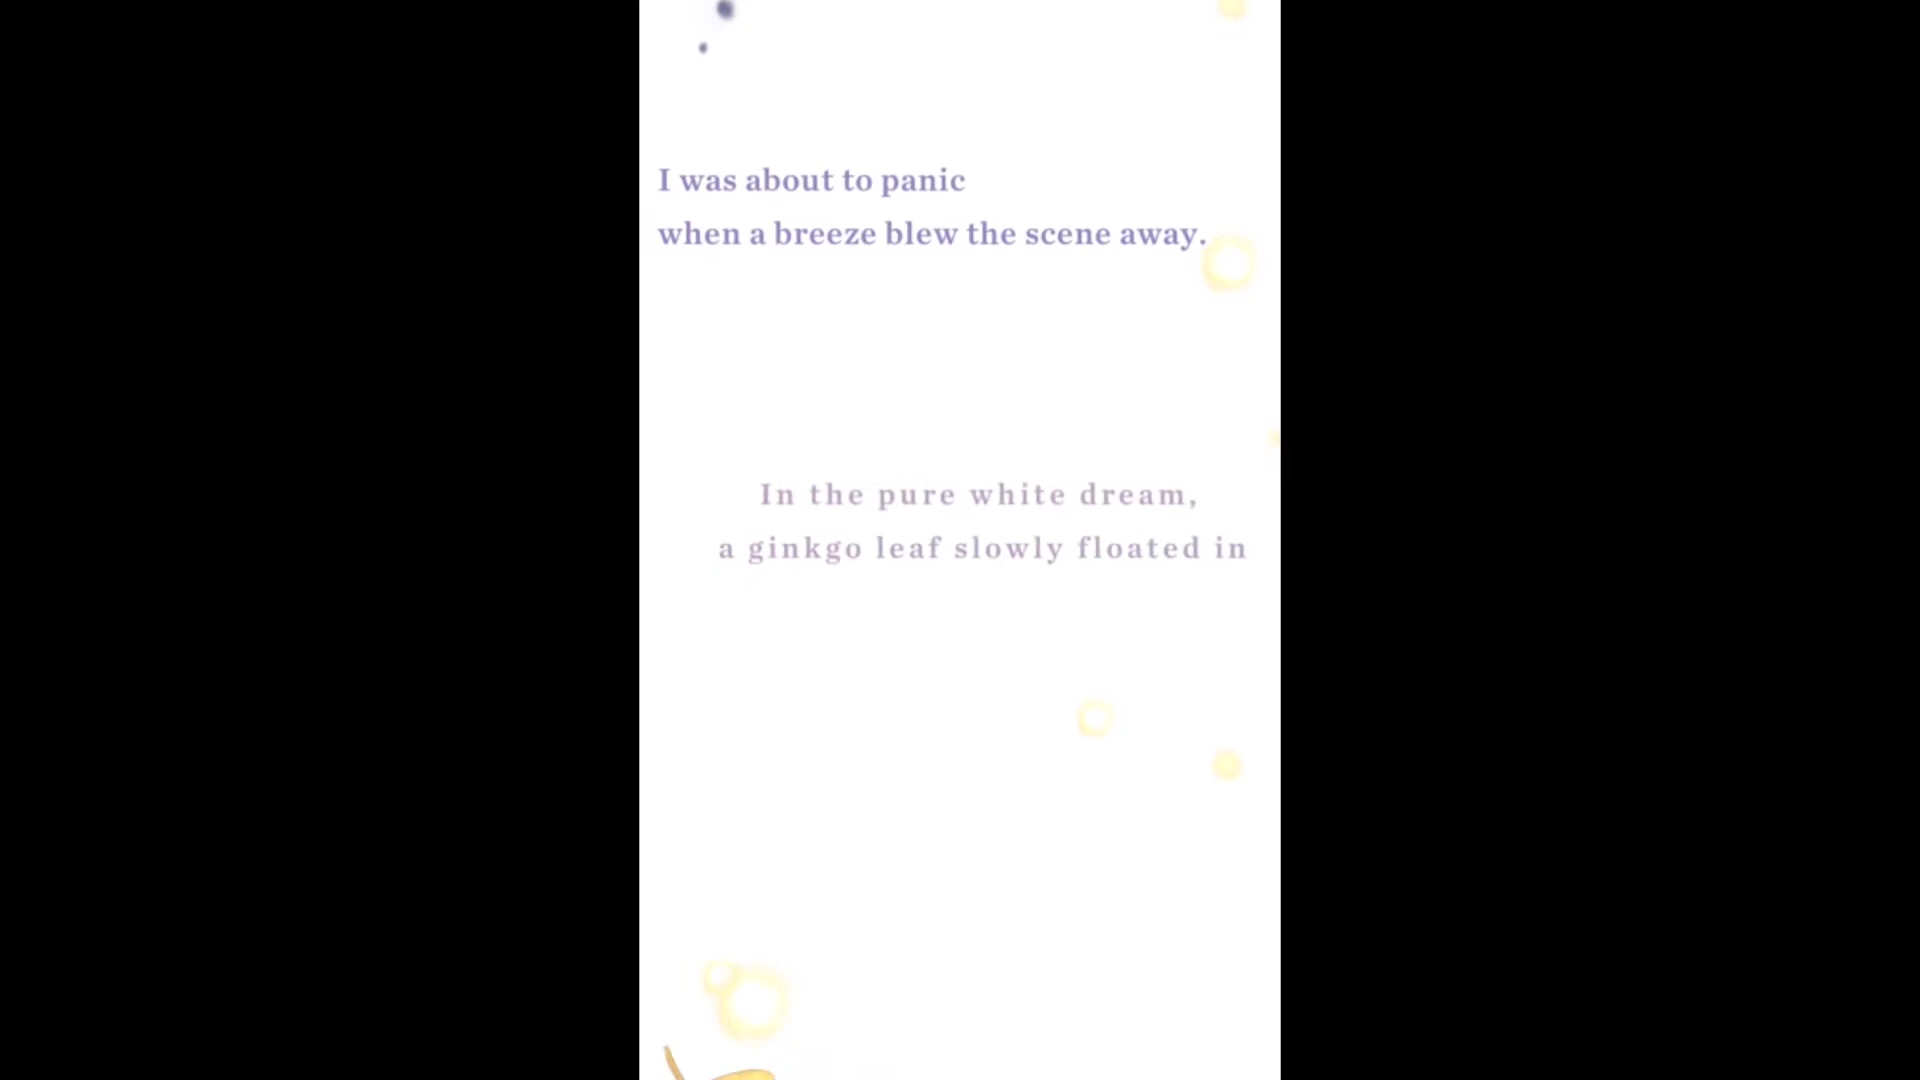 I was about to panic
when a breeze blew the scene away.
In the pure white dream,
a ginkgo leaf slowly floated in